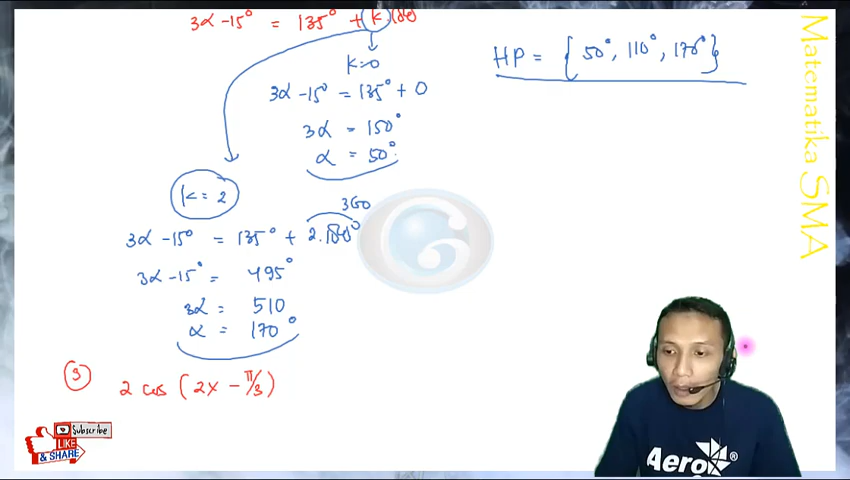 3α - 15° = 135° + k.180
k=0
3α - 15° = 135° + 0
3α = 150°
α = 50°
k = 2
360
3α - 15° = 135° + 2.180°
3α - 15° = 495°
3α = 510
α = 170°
HP = { 50°, 110°, 170° }
3
2 cos ( 2x - π/3 )
Matematika SMA
Subscribe
LIKE
& SHARE
Aero